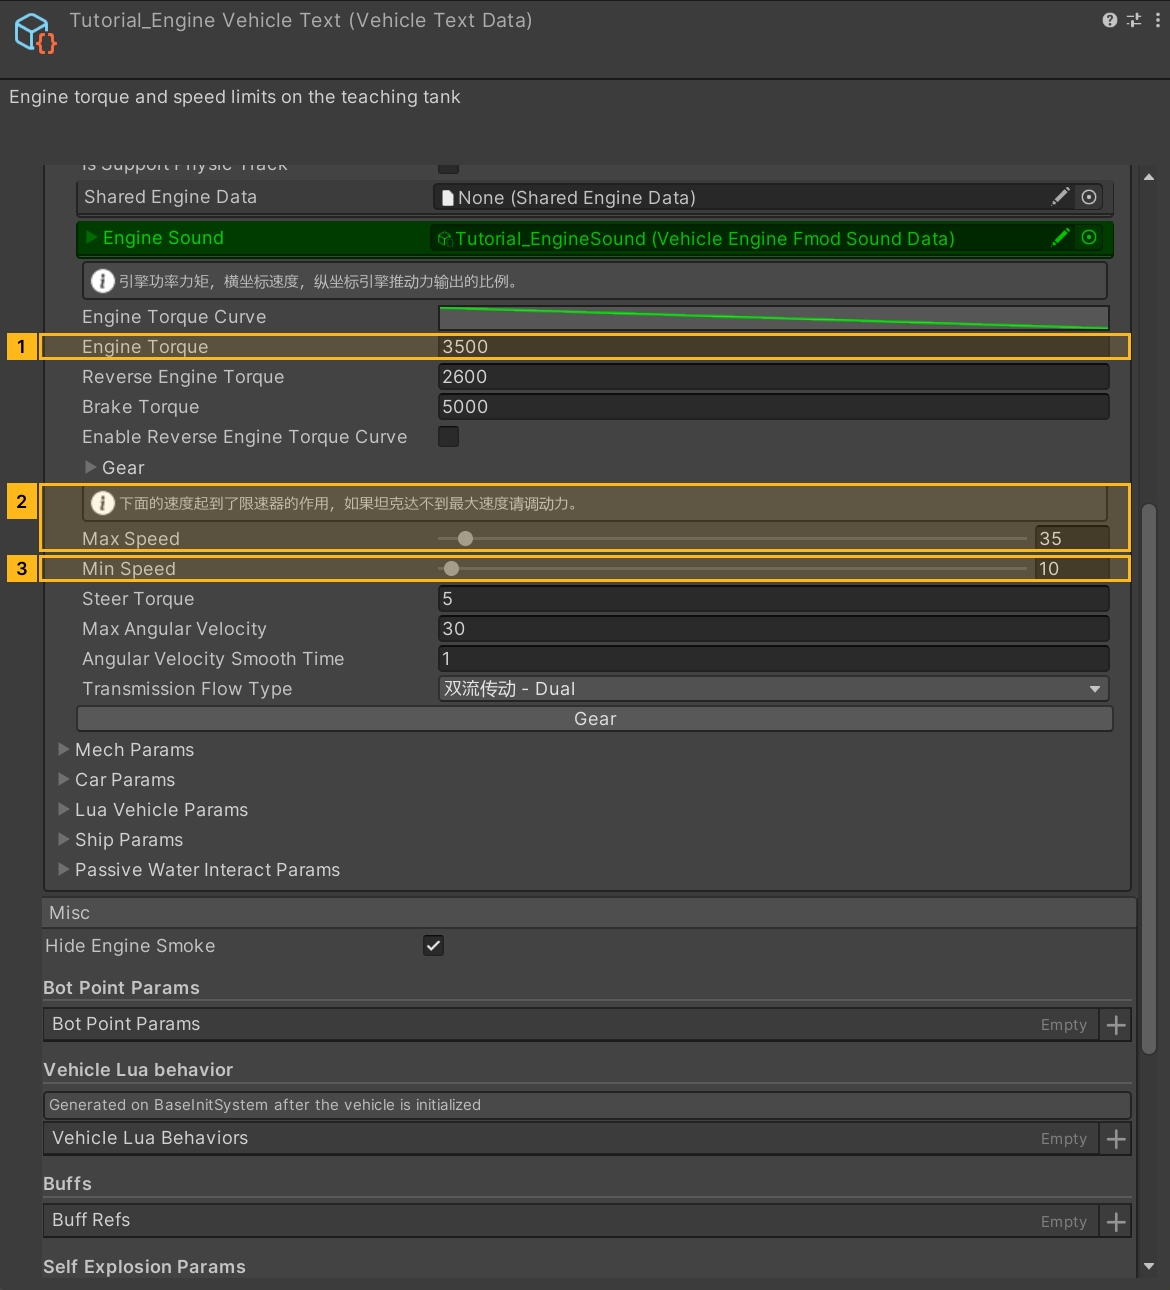 Tutorial_Engine Vehicle Text (Vehicle Text Data)
Engine torque and speed limits on the teaching tank
Is Support Physic Track
Shared Engine Data
None (Shared Engine Data)
Engine Sound
Tutorial_EngineSound (Vehicle Engine Fmod Sound Data)
引擎功率力矩，横坐标速度，纵坐标引擎推动力输出的比例。
Engine Torque Curve
1
Engine Torque
3500
Reverse Engine Torque
2600
Brake Torque
5000
Enable Reverse Engine Torque Curve
Gear
2
下面的速度起到了限速器的作用，如果坦克达不到最大速度请调动力。
Max Speed
35
3
Min Speed
10
Steer Torque
5
Max Angular Velocity
30
Angular Velocity Smooth Time
1
Transmission Flow Type
双流传动 - Dual
Gear
Mech Params
Car Params
Lua Vehicle Params
Ship Params
Passive Water Interact Params
Misc
Hide Engine Smoke
Bot Point Params
Bot Point Params
Empty
Vehicle Lua behavior
Generated on BaseInitSystem after the vehicle is initialized
Vehicle Lua Behaviors
Empty
Buffs
Buff Refs
Empty
Self Explosion Params